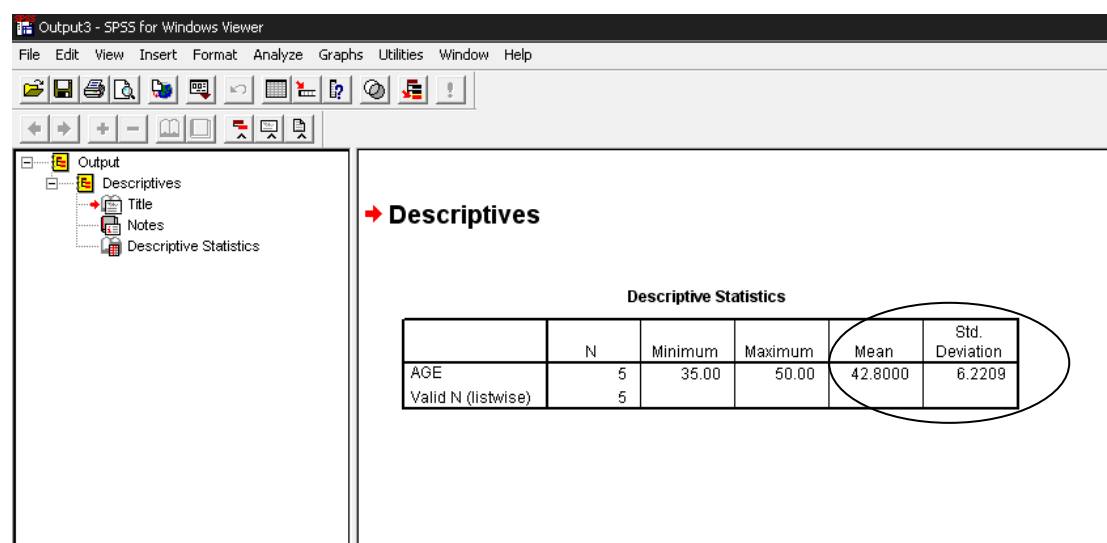 Output3 - SPSS for Windows Viewer
File Edit View Insert Format Analyze Graphs Utilities Window Help
Output
Descriptives
Title
Notes
Descriptive Statistics
Descriptives
Descriptive Statistics
N Minimum Maximum Mean Std. Deviation
AGE 5 35.00 50.00 42.8000 6.2209
Valid N (listwise) 5